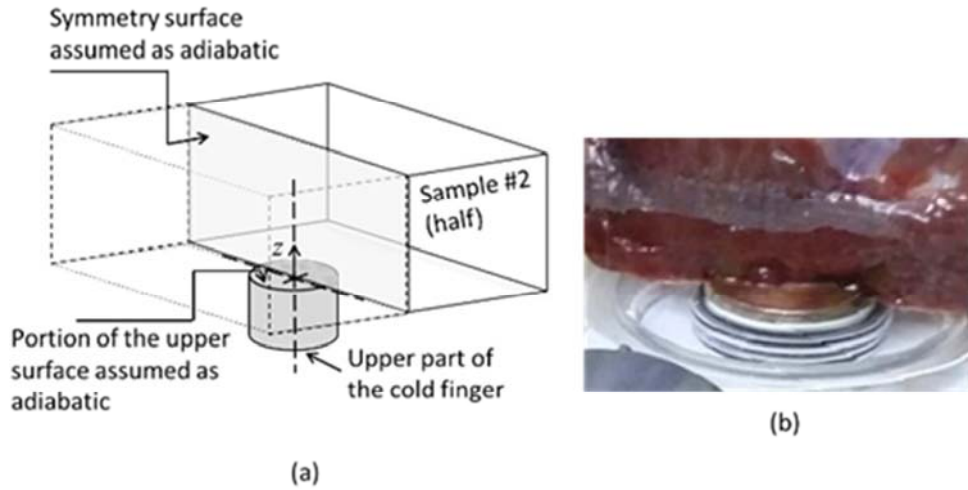 Symmetry surface
assumed as adiabatic
Sample #2
(half)
z
Portion of the upper
surface assumed as
adiabatic
Upper part of
the cold finger
(a)
(b)